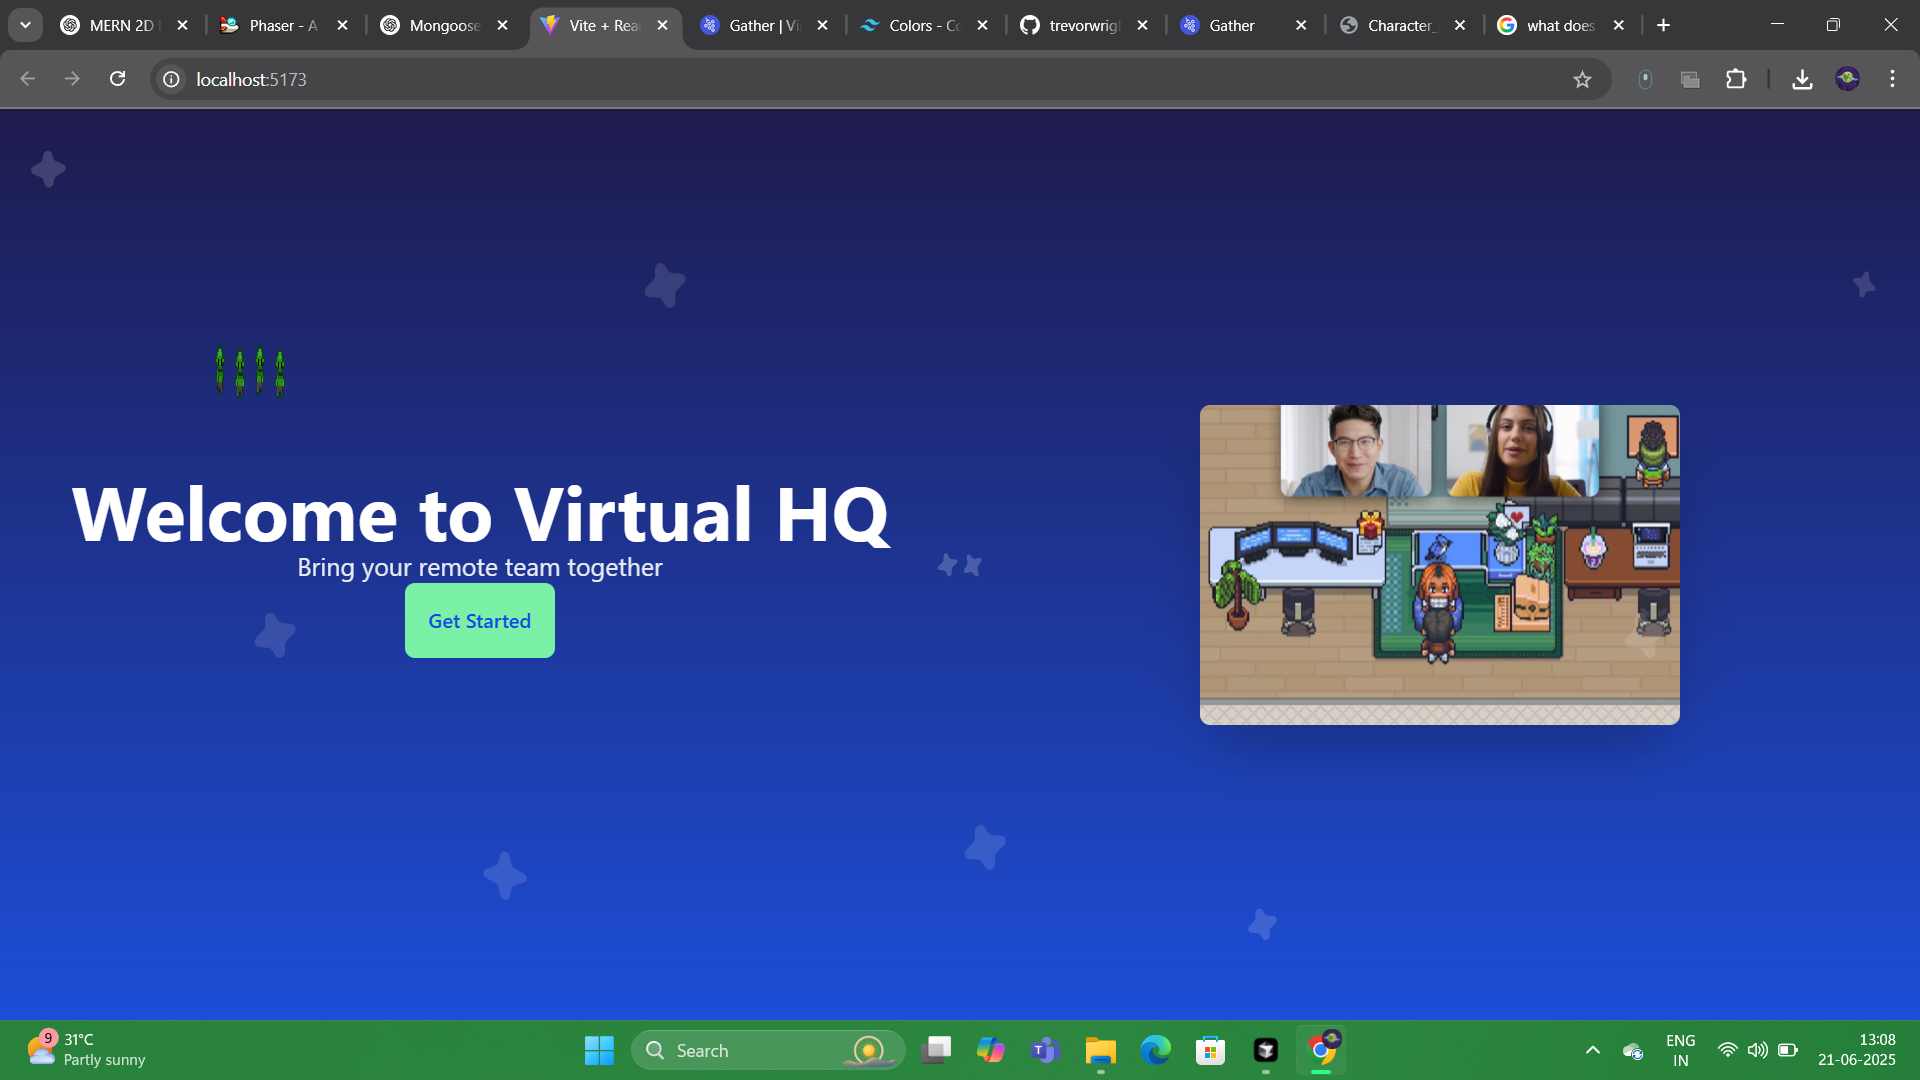 MERN 2D
Phaser - A
Mongoose
Vite + Rea
Gather | Vi
Colors - Co
trevorwrigh
Gather
Character_
what does
localhost:5173
Welcome to Virtual HQ
Bring your remote team together
Get Started
9
31°C
Partly sunny
Search
ENG
IN
13:08
21-06-2025